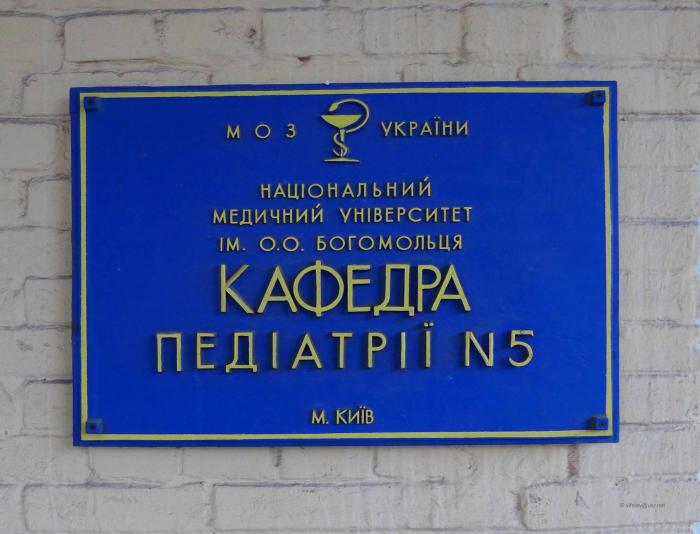 МОЗ УКРАЇНИ
НАЦІОНАЛЬНИЙ
МЕДИЧНИЙ УНІВЕРСИТЕТ
ІМ. О.О. БОГОМОЛЬЦЯ
КАФЕДРА
ПЕДІАТРІЇ N5
М. КИЇВ